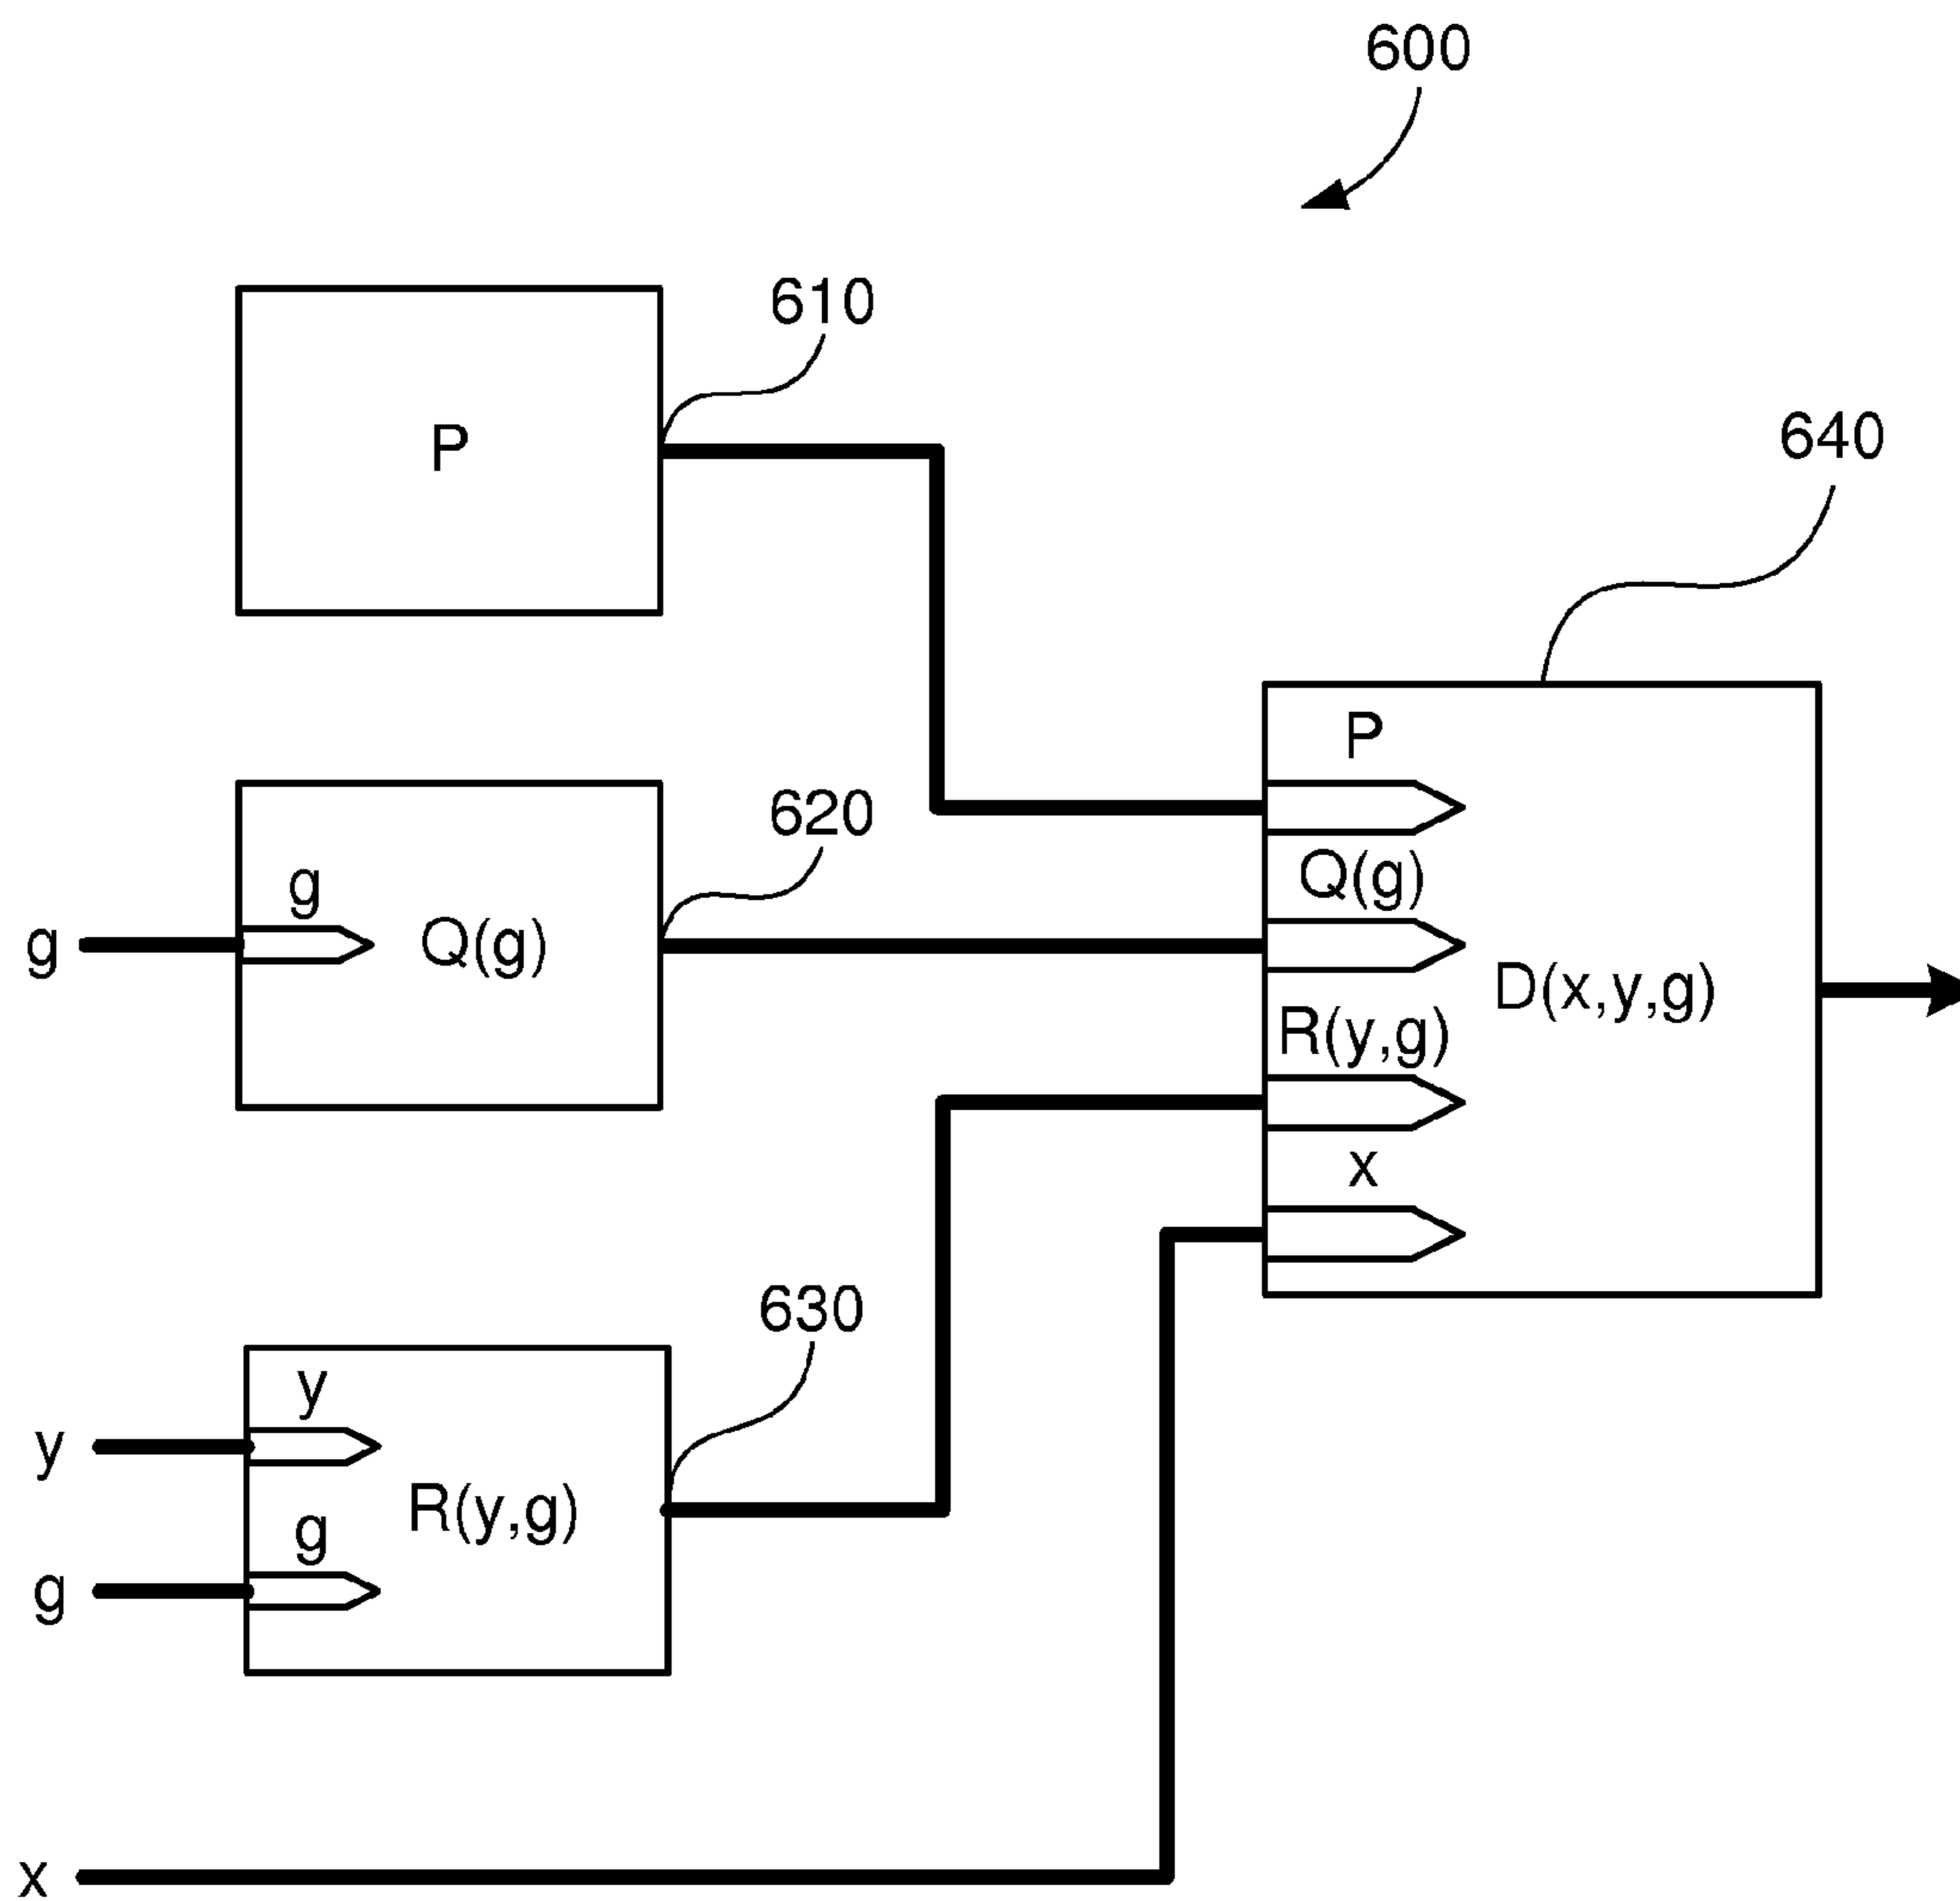 600
610
P
640
P
620
Q(g)
g
g
Q(g)
D(x,y,g)
R(y,g)
x
630
y
y
R(y,g)
g
g
x